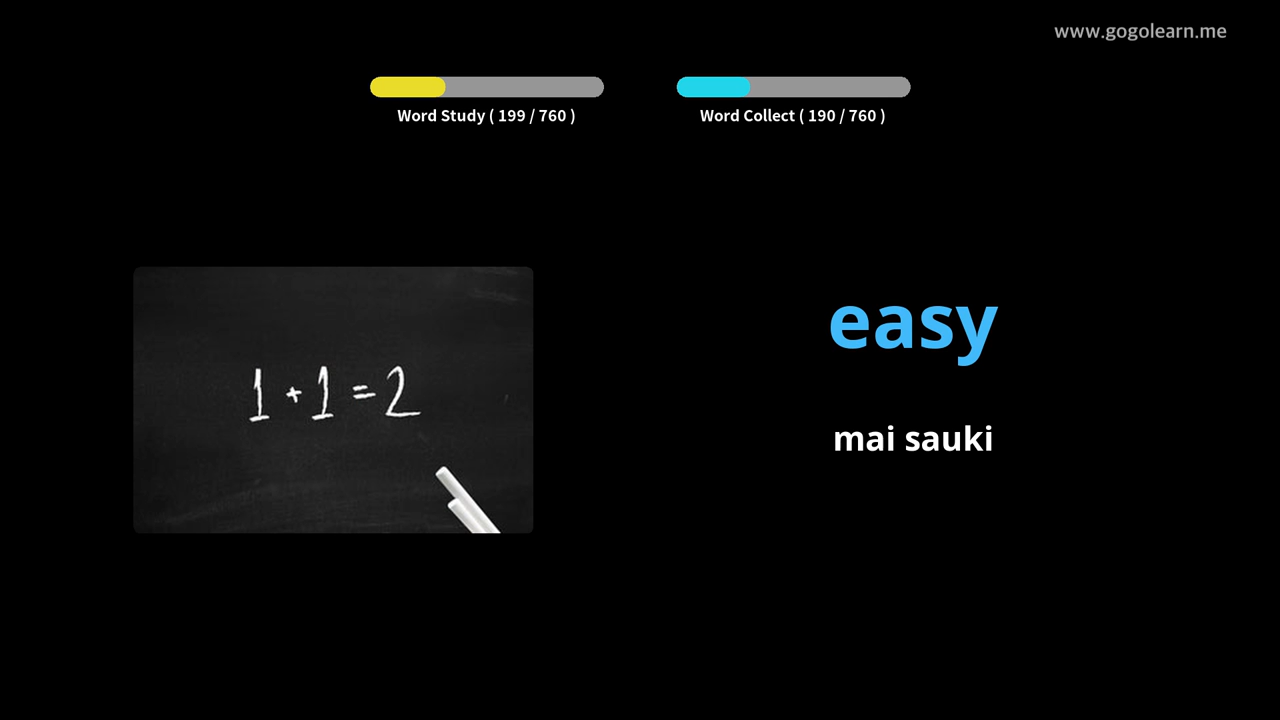 www.gogolearn.me
Word Study ( 199 / 760 )
Word Collect ( 190 / 760 )
1 + 1 = 2
easy
mai sauki